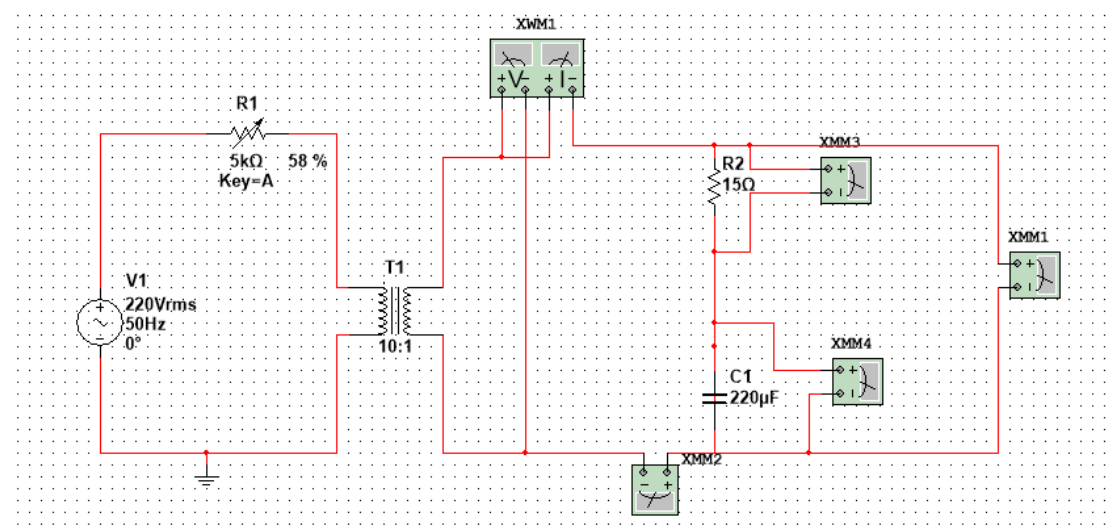 XWM1
+ V - + I -
R1
5kΩ 58 %
Key=A
XMM3
+
R2
15Ω
XMM1
+
T1
V1
220Vrms
50Hz
0°
10:1
XMM4
+
C1
220µF
XMM2
- +